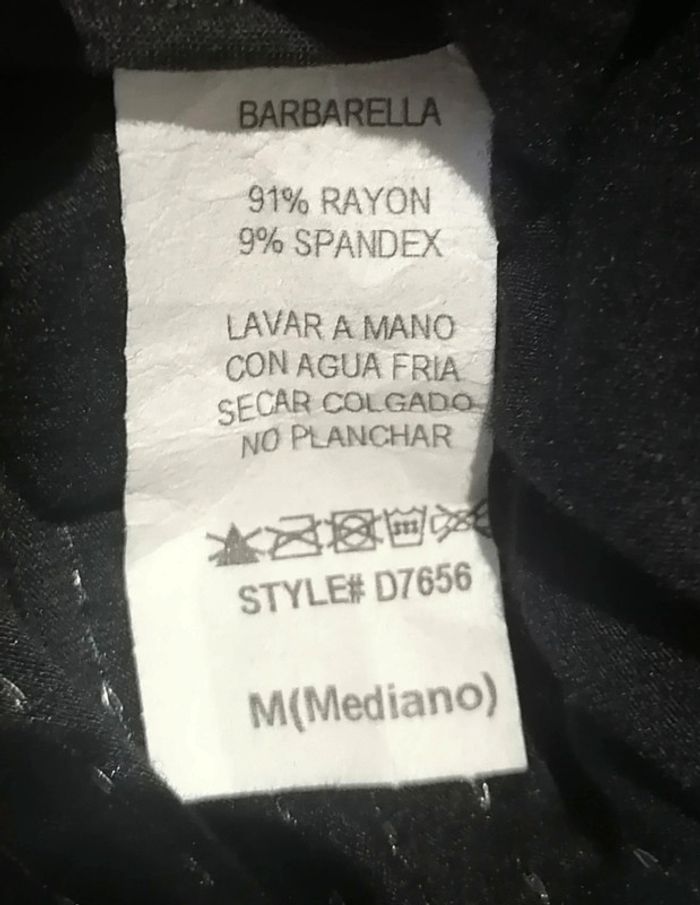 BARBARELLA
91% RAYON
9% SPANDEX
LAVAR A MANO
CON AGUA FRIA
SECAR COLGADO
NO PLANCHAR
STYLE# D7656
M(Mediano)